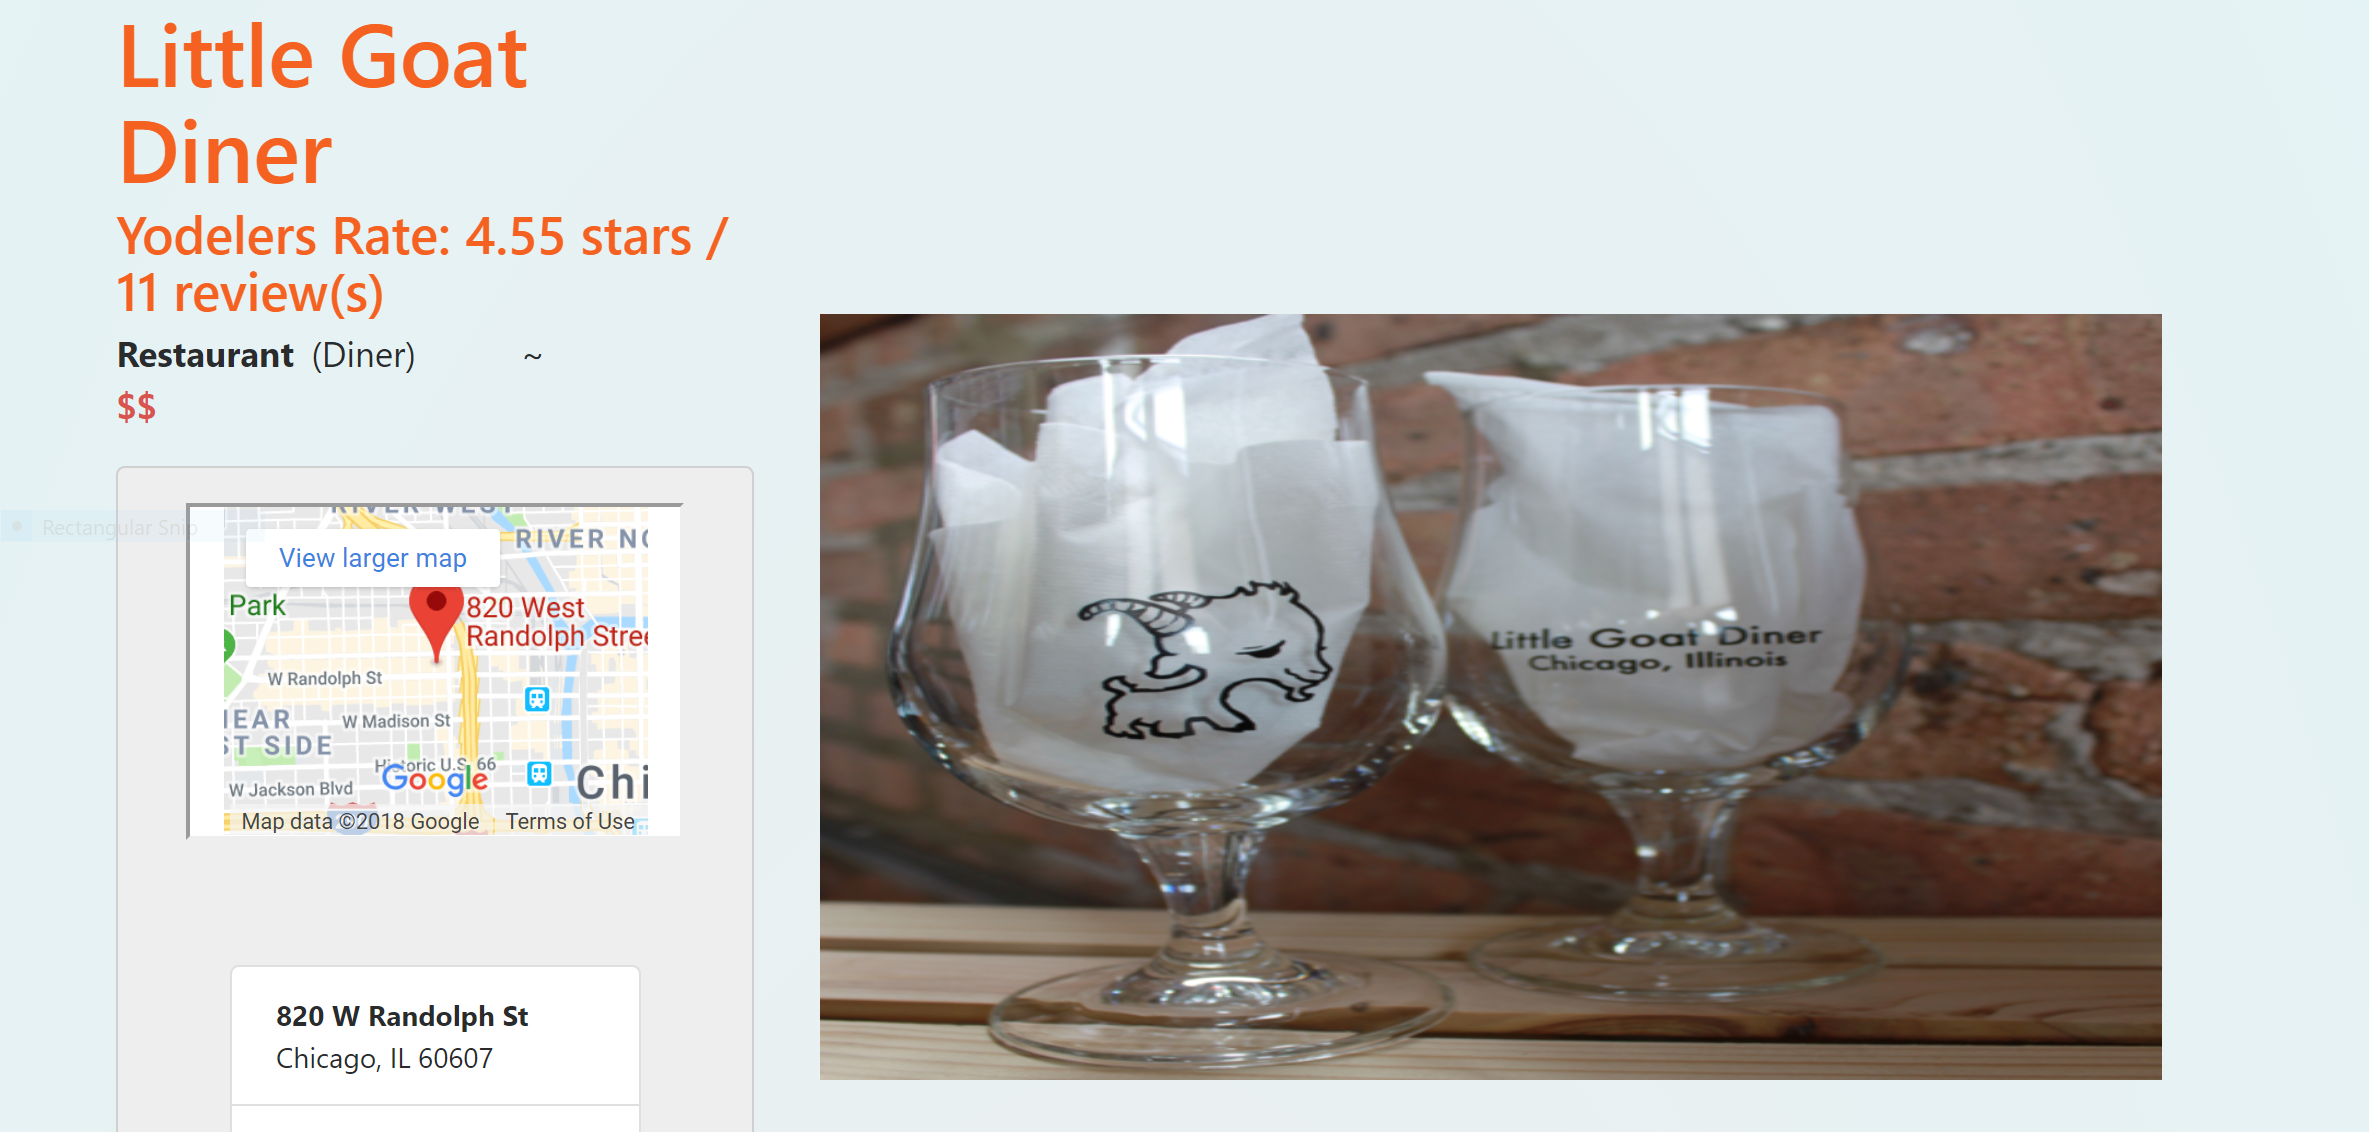 Little Goat
Diner
Yodelers Rate: 4.55 stars /
11 review(s)
Restaurant (Diner) ~
$$
Rectangular Snip
RIVER WEST
RIVER NO
View larger map
Park
820 West
Randolph Stree
W Randolph St
NEAR
ST SIDE
W Madison St
Historic U.S. 66
Google
Chi
W Jackson Blvd
Map data ©2018 Google Terms of Use
820 W Randolph St
Chicago, IL 60607
Little Goat Diner
Chicago, Illinois